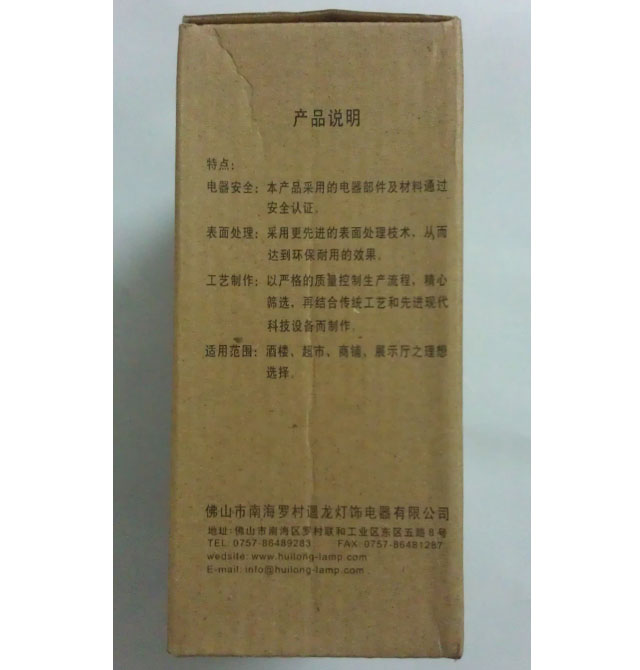 产品说明
特点：
电器安全：本产品采用的电器部件及材料通过
安全认证。
表面处理：采用更先进的表面处理枝术，从而
达到环保耐用的效果。
工艺制作：以严格的质量控制生产流程，精心
筛选，再结合传统工艺和先进现代
科技设备而制作。
适用范围：酒楼、超市、商铺、展示厅之理想
选择。
佛山市南海罗村迴龙灯饰电器有限公司
地址：佛山市南海区罗村联和工业区东区五路8号
TEL: 0757-86489283 FAX: 0757-86481287
wedsite: www.huilong-lamp.com
E-mail: info@huilong-lamp.com